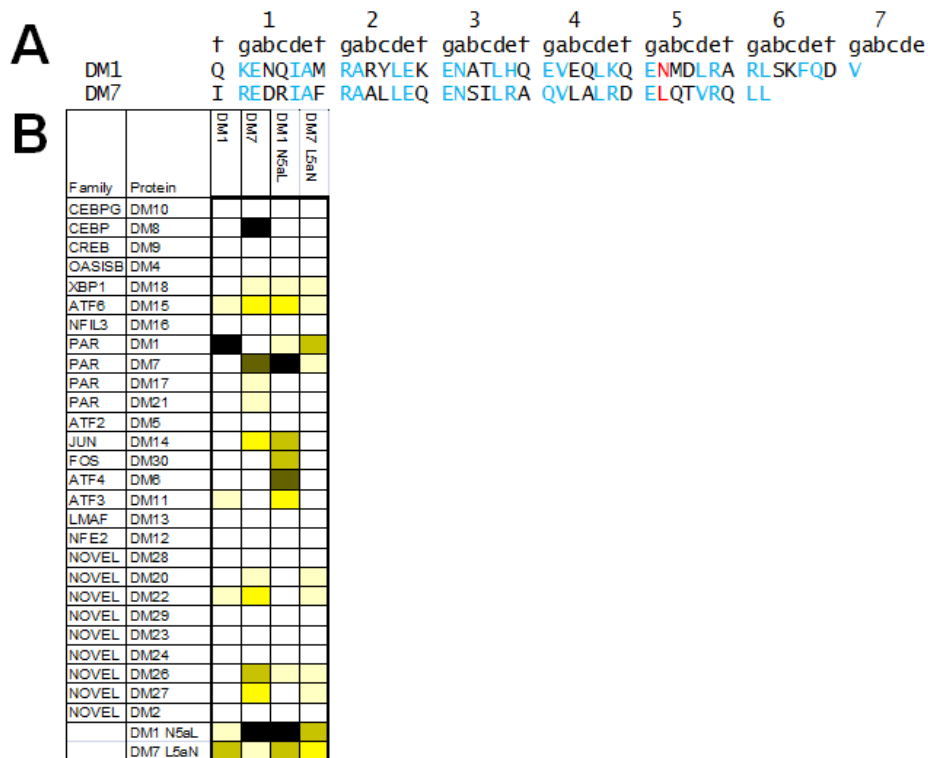 A
1 2 3 4 5 6 7
f gabcdef gabcdef gabcdef gabcdef gabcdef gabcdef gabcde
DM1 Q KENQIAM RARYLEK ENATLHQ EVEQLKQ ENMDLRA RLSKFQD V
DM7 I REDRIAF RAALLEQ ENSILRA QVLALRD ELQTVRQ LL
B
Family Protein DM1 DM7 DM1 N5aL DM7 L5aN
CEBPG DM10
CEBP DM8
CREB DM9
OASISB DM4
XBP1 DM18
ATF6 DM15
NFIL3 DM16
PAR DM1
PAR DM7
PAR DM17
PAR DM21
ATF2 DM5
JUN DM14
FOS DM30
ATF4 DM6
ATF3 DM11
LMAF DM13
NFE2 DM12
NOVEL DM28
NOVEL DM20
NOVEL DM22
NOVEL DM29
NOVEL DM23
NOVEL DM24
NOVEL DM26
NOVEL DM27
NOVEL DM2
DM1 N5aL
DM7 L5aN